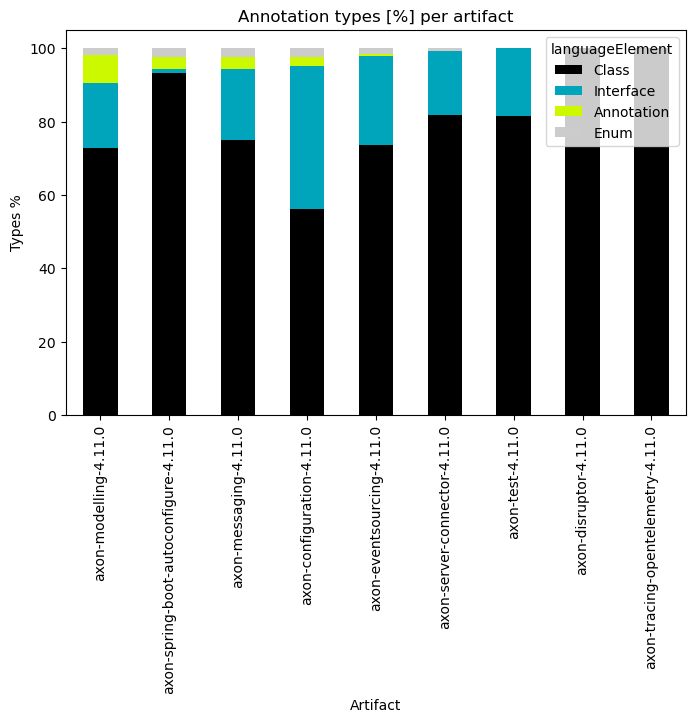 Annotation types [%] per artifact
languageElement
Class
Interface
Annotation
Enum
100
80
60
40
20
0
Types %
axon-modelling-4.11.0
axon-spring-boot-autoconfigure-4.11.0
axon-messaging-4.11.0
axon-configuration-4.11.0
axon-eventsourcing-4.11.0
axon-server-connector-4.11.0
axon-test-4.11.0
axon-disruptor-4.11.0
axon-tracing-opentelemetry-4.11.0
Artifact